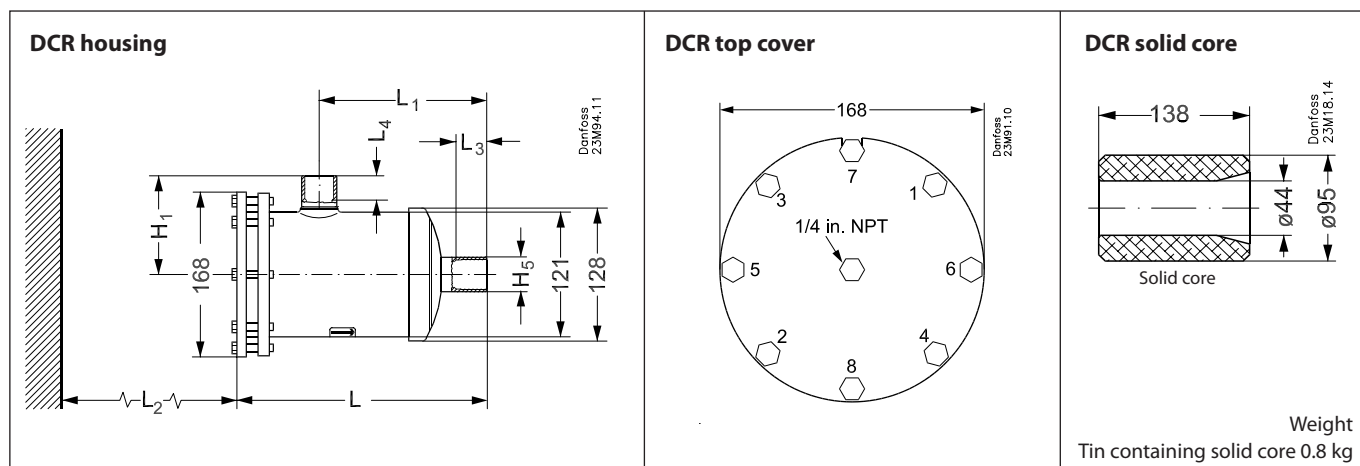 DCR housing
L1
L4
L3
Danfoss
23M94.11
H1
168
H5
121
128
L2
L
DCR top cover
168
Danfoss
23M91.10
7
3
1
1/4 in. NPT
5
6
2
4
8
DCR solid core
138
Danfoss
23M18.14
ø44
ø95
Solid core
Weight
Tin containing solid core 0.8 kg